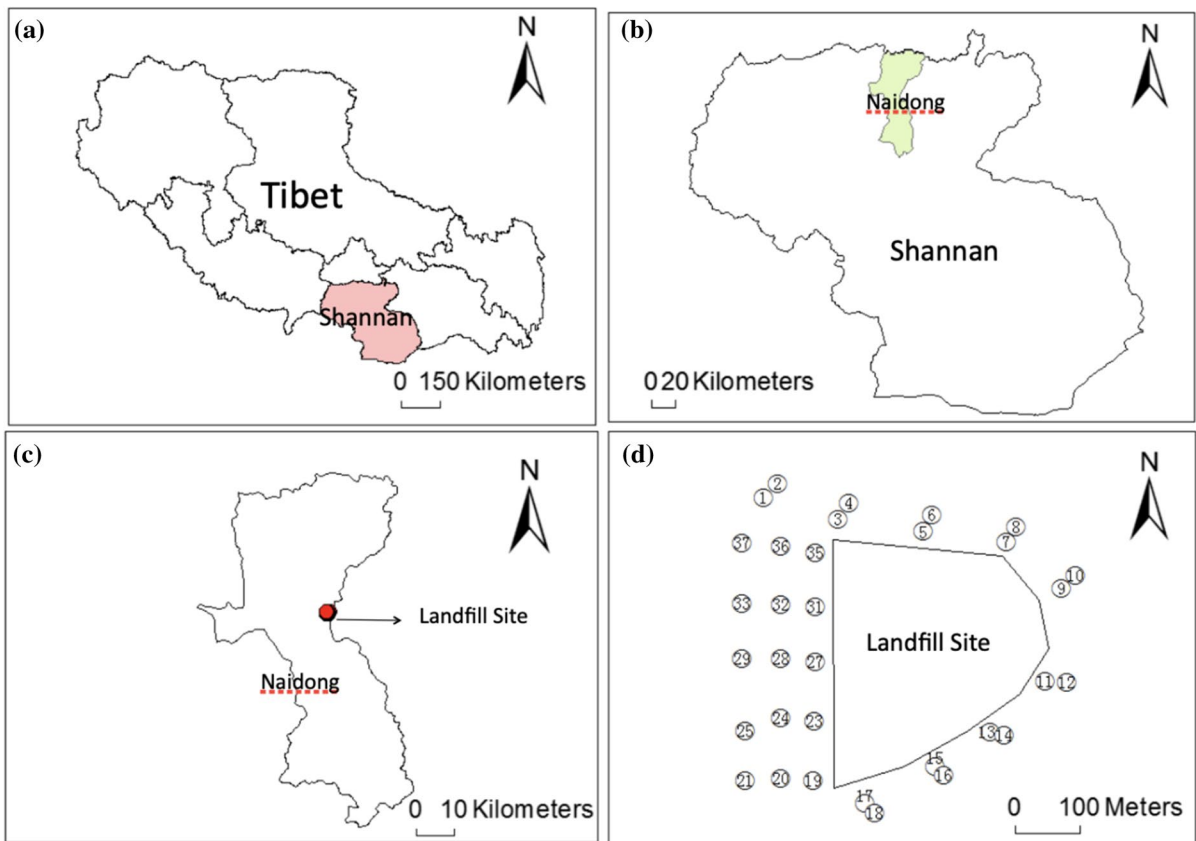 (a)
N
Tibet
Shannan
0 150 Kilometers
(b)
N
Naidong
Shannan
0 20 Kilometers
(c)
N
Landfill Site
Naidong
0 10 Kilometers
(d)
N
2
1
4
3
6
5
8
7
10
9
37 36 35
33 32 31
Landfill Site
29 28 27
11 12
25 24 23
13 14
15
16
21 20 19
17
18
0 100 Meters